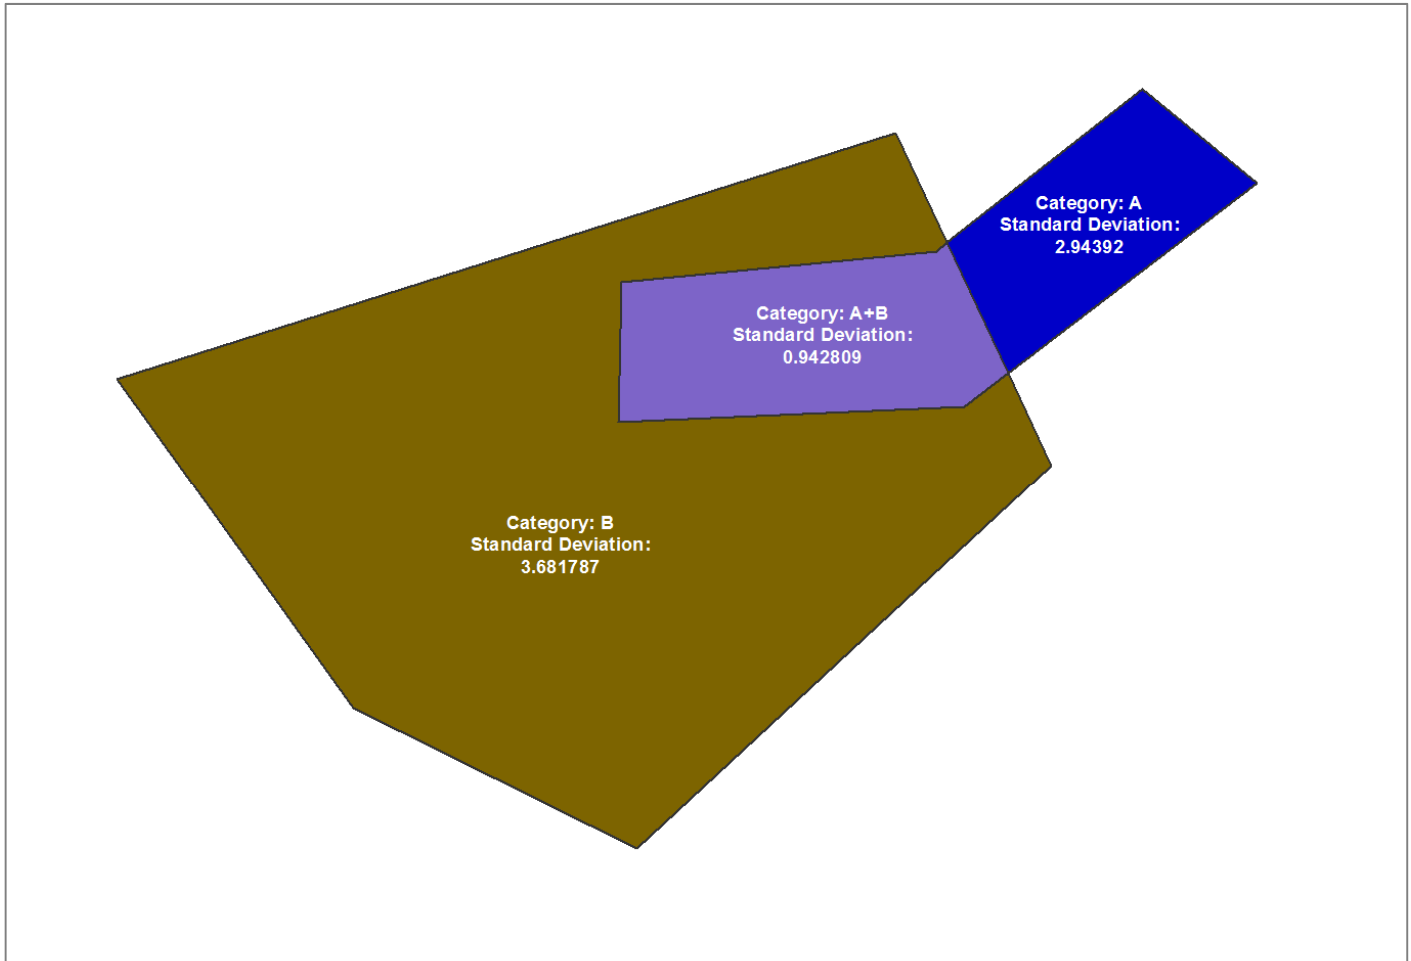 Category: A
Standard Deviation:
2.94392
Category: A+B
Standard Deviation:
0.942809
Category: B
Standard Deviation:
3.681787